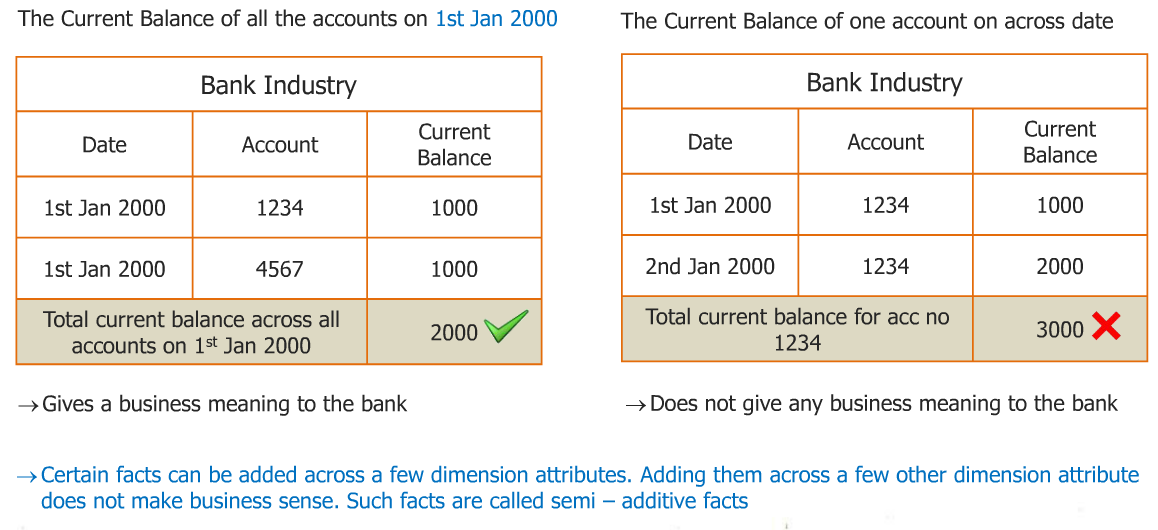 The Current Balance of all the accounts on 1st Jan 2000
Bank Industry
Date Account Current
Balance
1st Jan 2000 1234 1000
1st Jan 2000 4567 1000
Total current balance across all
accounts on 1st Jan 2000
2000
→Gives a business meaning to the bank
The Current Balance of one account on across date
Bank Industry
Date Account Current
Balance
1st Jan 2000 1234 1000
2nd Jan 2000 1234 2000
Total current balance for acc no
1234
3000
→Does not give any business meaning to the bank
→Certain facts can be added across a few dimension attributes. Adding them across a few other dimension attribute
does not make business sense. Such facts are called semi – additive facts